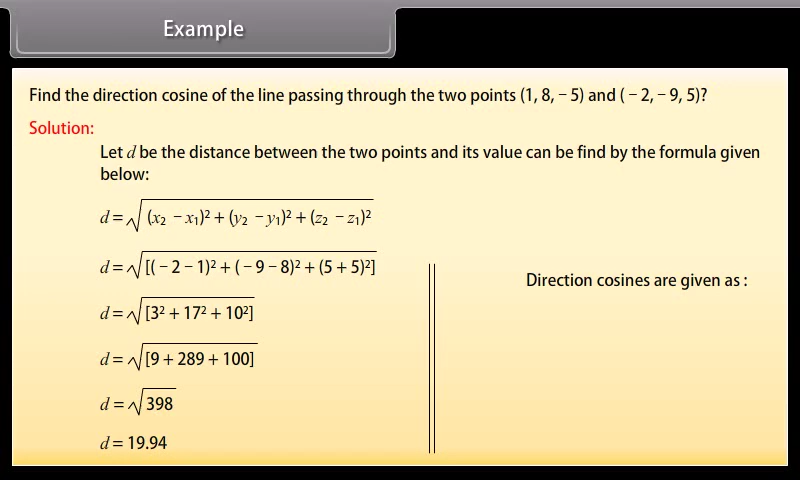 Example
Find the direction cosine of the line passing through the two points (1, 8, – 5) and ( – 2, – 9, 5)?
Solution:
Let d be the distance between the two points and its value can be find by the formula given
below:
d = √(x₂ – x₁)² + (y₂ – y₁)² + (z₂ – z₁)²
d = √[( – 2 – 1)² + ( – 9 – 8)² + (5 + 5)²]
d = √[3² + 17² + 10²]
d = √[9 + 289 + 100]
d = √398
d = 19.94
Direction cosines are given as :